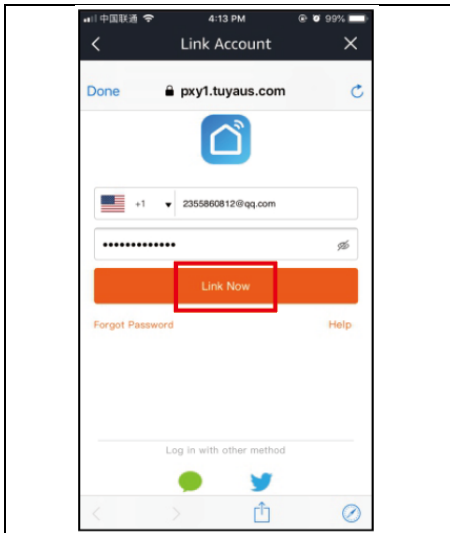 中国联通 4:13 PM 99%
Link Account
Done pxy1.tuyaus.com
+1 2355860812@qq.com
•••••••••••••
Link Now
Forgot Password Help
Log in with other method